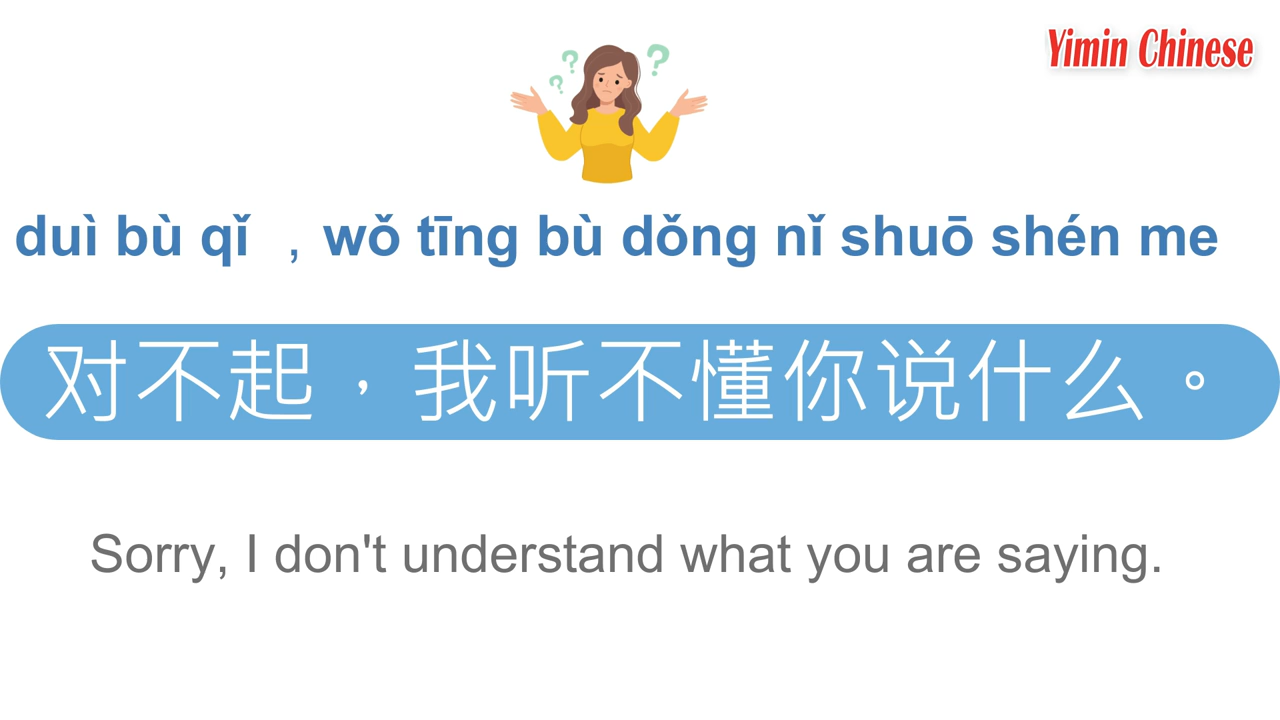 Yimin Chinese
? ? ?
duì bù qǐ ，wǒ tīng bù dǒng nǐ shuō shén me
对不起，我听不懂你说什么。
Sorry, I don't understand what you are saying.